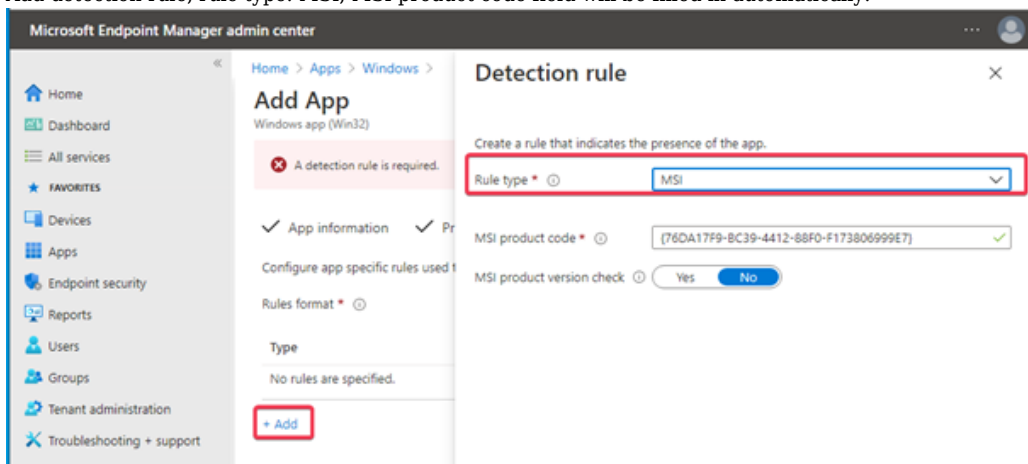 Add detection rule, rule type: MSI, MSI product code field will be filled in automatically.
Microsoft Endpoint Manager admin center
...
«
Home
Dashboard
All services
FAVORITES
Devices
Apps
Endpoint security
Reports
Users
Groups
Tenant administration
Troubleshooting + support
Home > Apps > Windows >
Add App
Windows app (Win32)
A detection rule is required.
App information Pr
Configure app specific rules used t
Rules format *
Type
No rules are specified.
+ Add
Detection rule
Create a rule that indicates the presence of the app.
Rule type * MSI
MSI product code * {76DA17F9-BC39-4412-88F0-F173806999E7}
MSI product version check Yes No